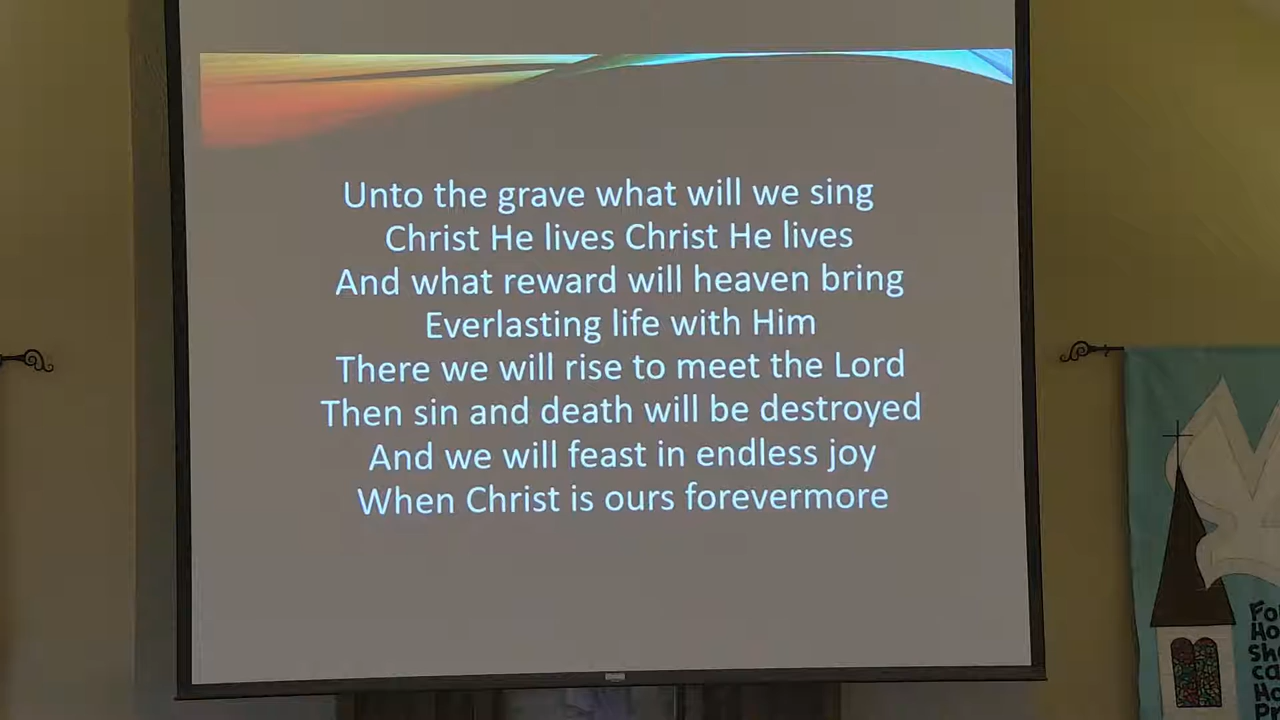 Unto the grave what will we sing
Christ He lives Christ He lives
And what reward will heaven bring
Everlasting life with Him
There we will rise to meet the Lord
Then sin and death will be destroyed
And we will feast in endless joy
When Christ is ours forevermore